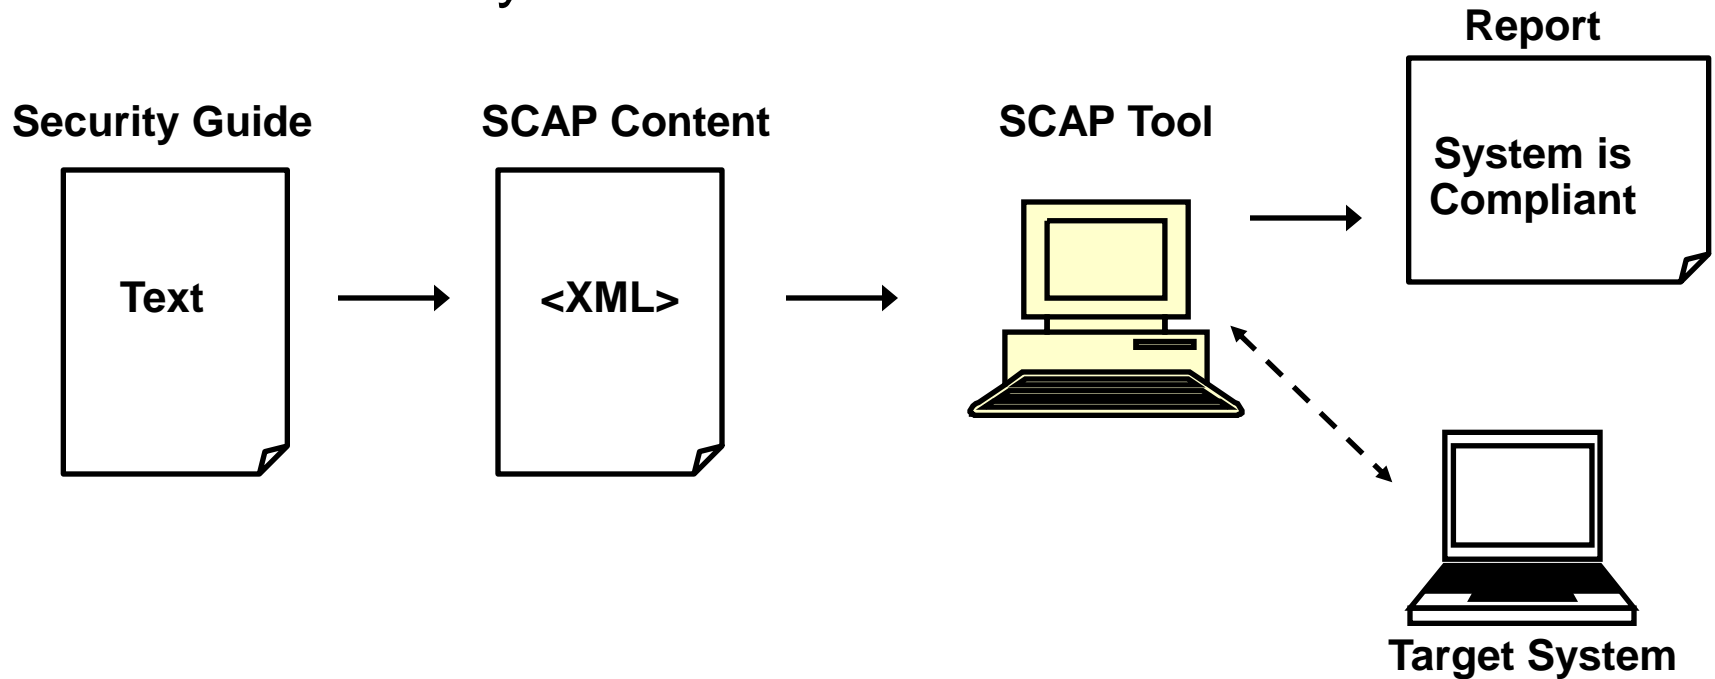 Report
Security Guide
SCAP Content
SCAP Tool
System is
Compliant
Text
<XML>
Target System